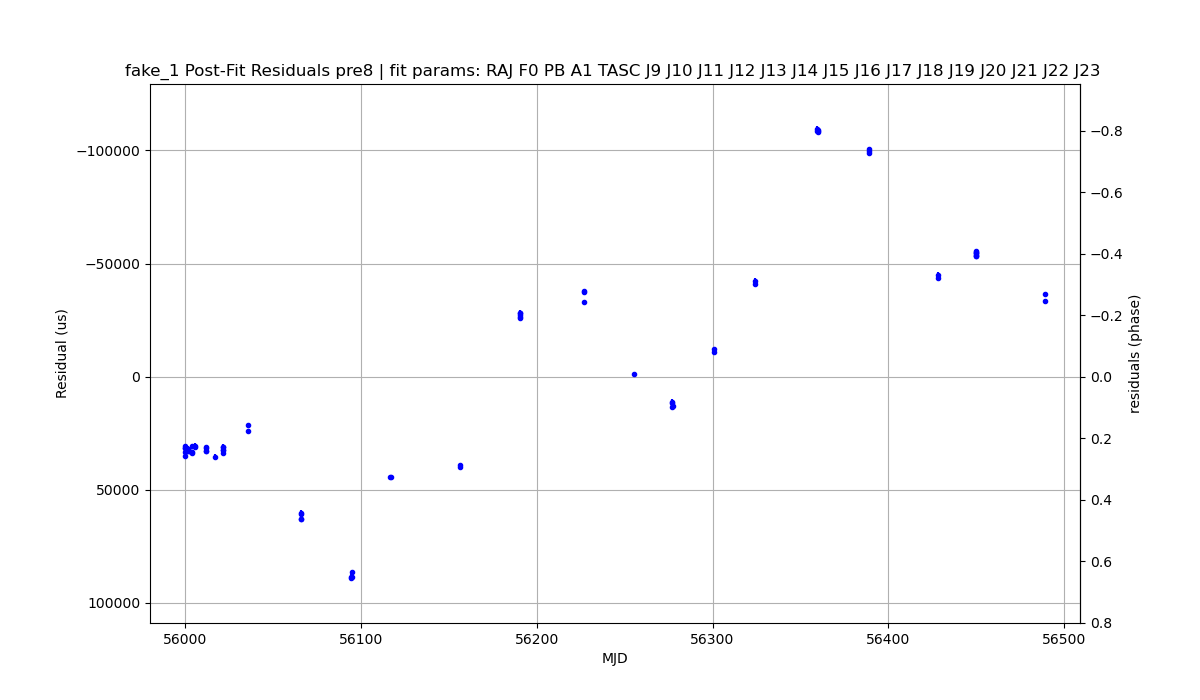 fake_1 Post-Fit Residuals pre8 | fit params: RAJ F0 PB A1 TASC J9 J10 J11 J12 J13 J14 J15 J16 J17 J18 J19 J20 J21 J22 J23
−0.8
−100000
−0.6
−50000
−0.4
−0.2
Residual (us)
0
0.0
residuals (phase)
0.2
50000
0.4
0.6
100000
0.8
56000 56100 56200 56300 56400 56500
MJD